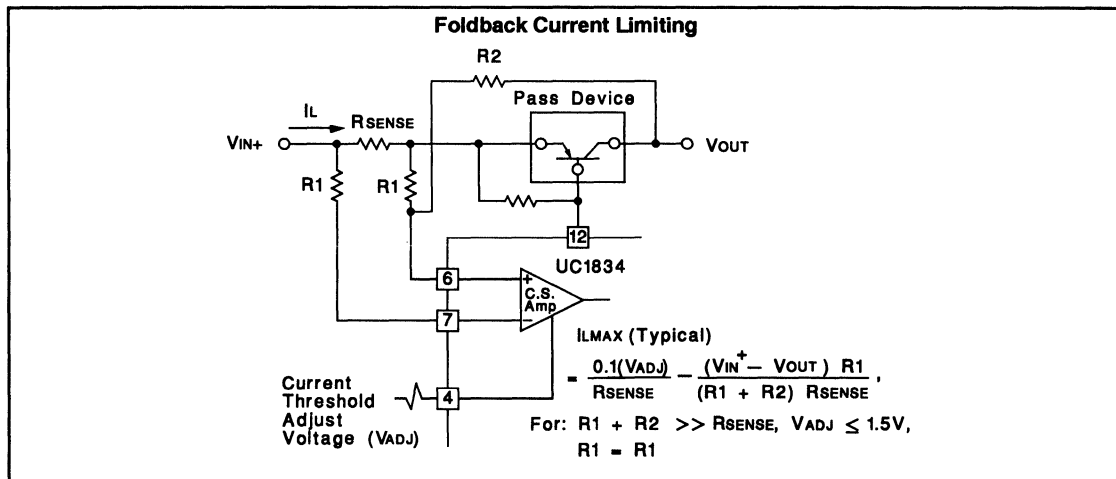 Foldback Current Limiting
R2
Pass Device
IL
RSENSE
VIN+
VOUT
R1
R1
12
UC1834
6
+
C.S.
Amp
7
−
ILMAX (Typical)
= 0.1(VADJ) / RSENSE − (VIN+ − VOUT) R1 / (R1 + R2) RSENSE ,
4
Current
Threshold
Adjust
Voltage (VADJ)
For: R1 + R2 >> RSENSE, VADJ ≤ 1.5V,
R1 = R1